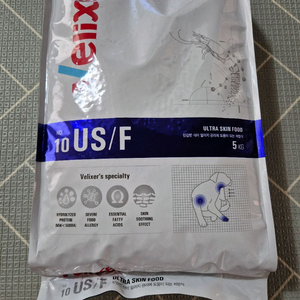 Velixer
NO.
10 US/F
ULTRA SKIN FOOD
5 KG
Velixer's specialty
HYDROLYZED PROTEIN
SEVERE FOOD ALLERGY
ESSENTIAL FATTY ACIDS
SKIN SOOTHING EFFECT
10 US/F
ULTRA SKIN FOOD